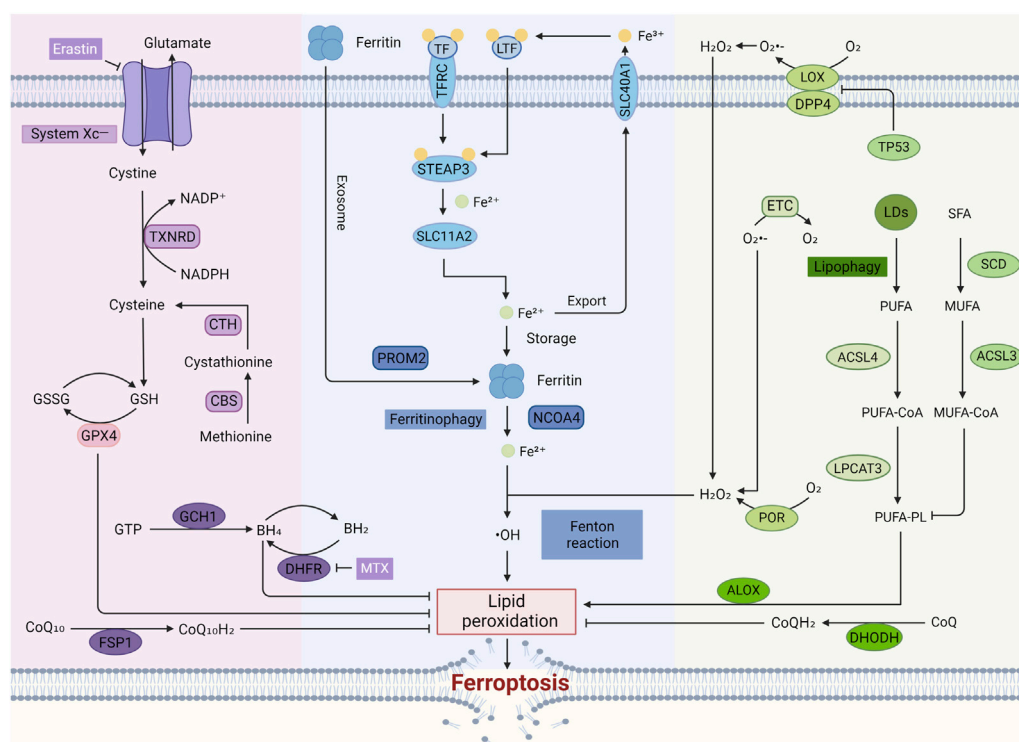 Erastin
Glutamate
System Xc—
Cystine
NADP⁺
TXNRD
NADPH
Cysteine
CTH
Cystathionine
CBS
Methionine
GSSG
GSH
GPX4
GTP
GCH1
BH₄
BH₂
DHFR
MTX
CoQ₁₀
FSP1
CoQ₁₀H₂
Ferritin
Exosome
TF
TFRC
LTF
Fe³⁺
SLC40A1
STEAP3
Fe²⁺
SLC11A2
Fe²⁺
Export
Storage
PROM2
Ferritin
Ferritinophagy
NCOA4
Fe²⁺
•OH
Fenton
reaction
Lipid
peroxidation
Ferroptosis
H₂O₂
O₂•-
O₂
LOX
DPP4
TP53
ETC
O₂•-
O₂
LDs
SFA
Lipophagy
SCD
PUFA
MUFA
ACSL4
ACSL3
PUFA-CoA
MUFA-CoA
LPCAT3
H₂O₂
O₂
POR
PUFA-PL
ALOX
CoQH₂
DHODH
CoQ